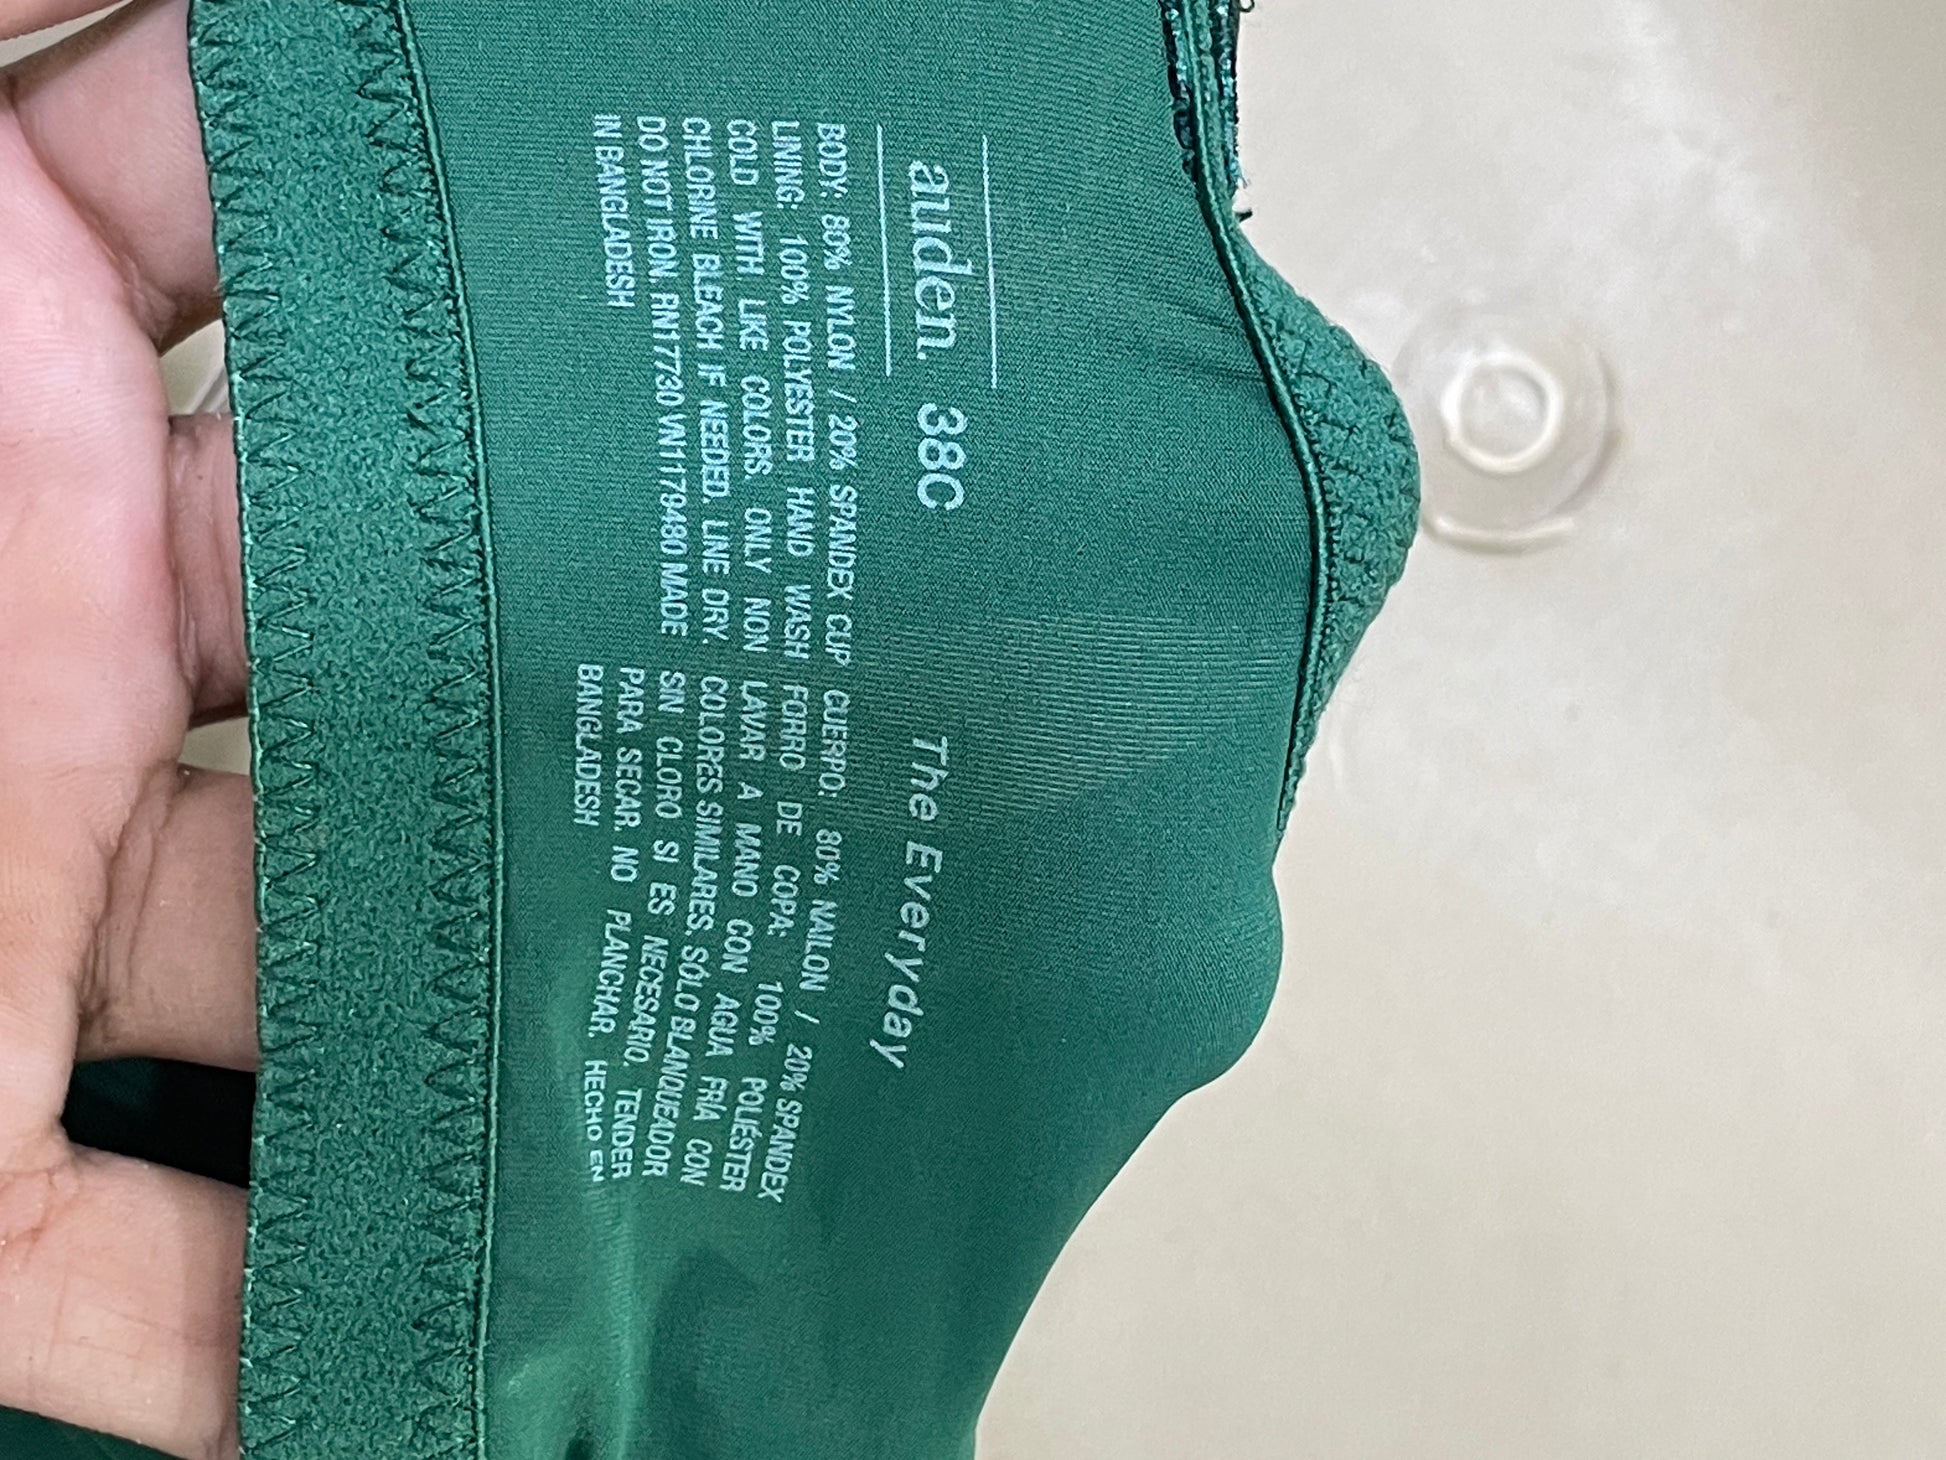 auden. 38C
The Everyday
BODY: 80% NYLON / 20% SPANDEX CUP
LINING: 100% POLYESTER HAND WASH
COLD WITH LIKE COLORS. ONLY NON
CHLORINE BLEACH IF NEEDED. LINE DRY
DO NOT IRON. RN17730 VN1179480 MADE
IN BANGLADESH
CUERPO: 80% NAILON / 20% SPANDEX
FORRO DE COPA: 100% POLIÉSTER
LAVAR A MANO CON AGUA FRÍA CON
COLORES SIMILARES. SÓLO BLANQUEADOR
SIN CLORO SI ES NECESARIO. TENDER
PARA SECAR. NO PLANCHAR. HECHO EN
BANGLADESH